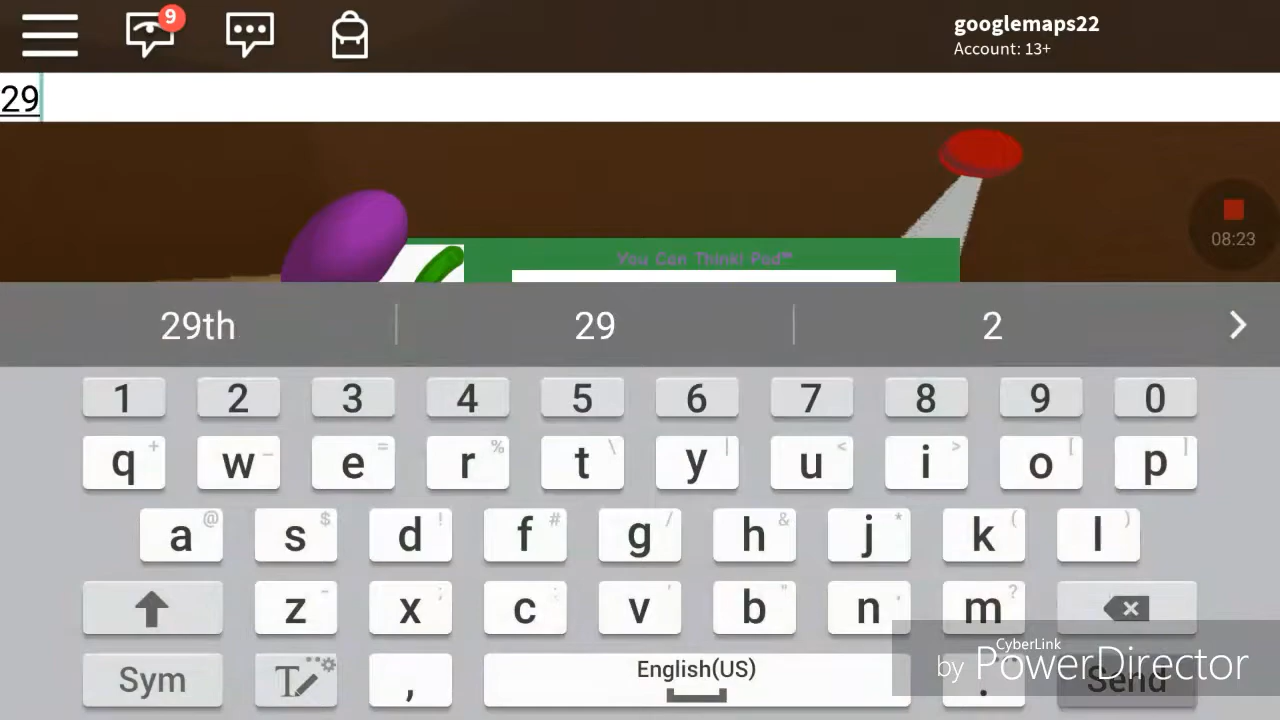 9
googlemaps22
Account: 13+
29
You Can Think! Pad™
08:23
29th 29 2
1 2 3 4 5 6 7 8 9 0
q + w - e = r % t \ y | u < i > o [ p ]
a @ s $ d ! f # g / h & j * k ( l )
z - x ; c : v ' b " n , m ?
Sym T , English(US) . Send
CyberLink
by PowerDirector